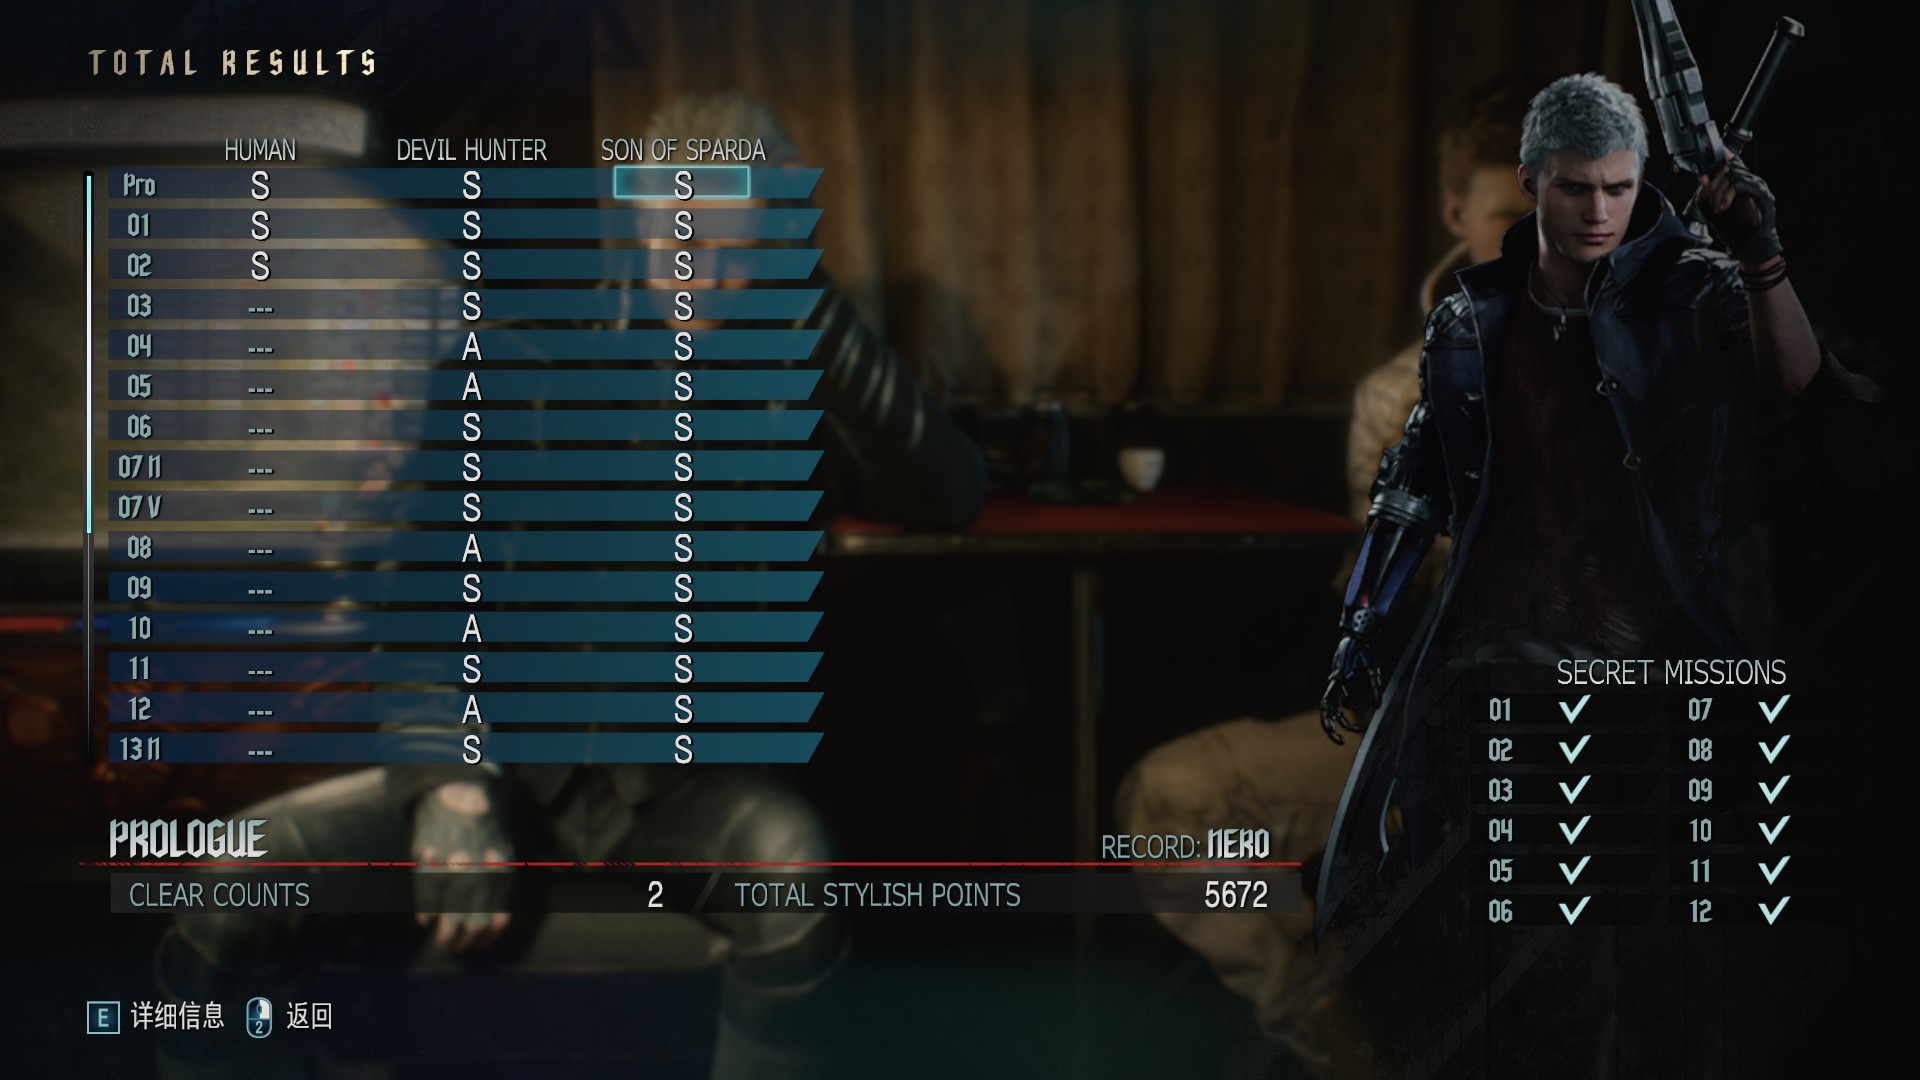 TOTAL RESULTS
HUMAN DEVIL HUNTER SON OF SPARDA
Pro S S S
01 S S S
02 S S S
03 --- S S
04 --- A S
05 --- A S
06 --- S S
07 N --- S S
07 V --- S S
08 --- A S
09 --- S S
10 --- A S
11 --- S S
12 --- A S
13 N --- S S
SECRET MISSIONS
01 ✓ 07 ✓
02 ✓ 08 ✓
03 ✓ 09 ✓
04 ✓ 10 ✓
05 ✓ 11 ✓
06 ✓ 12 ✓
PROLOGUE RECORD: NERO
CLEAR COUNTS 2 / TOTAL STYLISH POINTS 5672
E 详细信息 2 返回